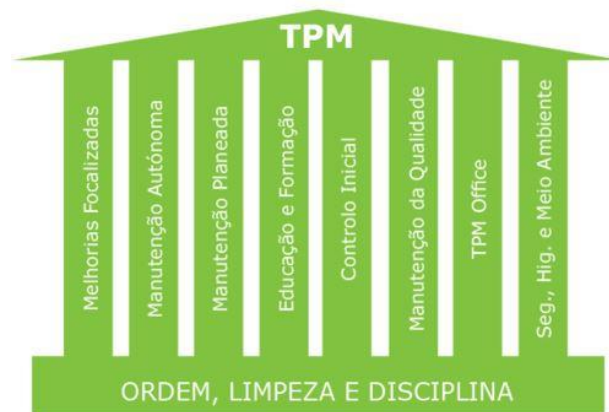 TPM
Melhorias Focalizadas
Manutenção Autónoma
Manutenção Planeada
Educação e Formação
Controlo Inicial
Manutenção da Qualidade
TPM Office
Seg., Hig. e Meio Ambiente
ORDEM, LIMPEZA E DISCIPLINA